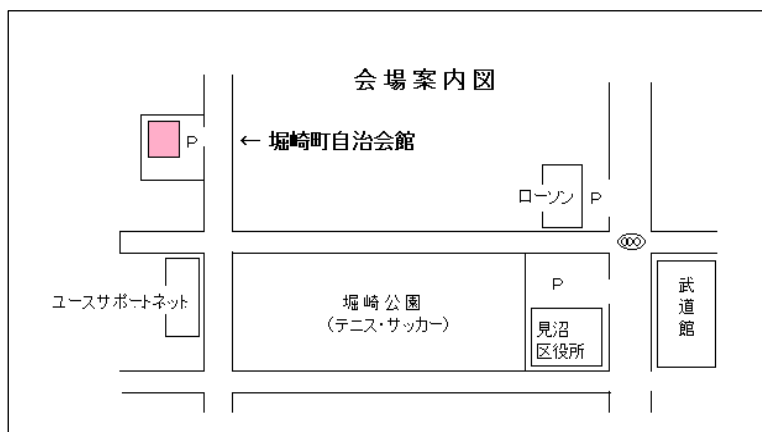 会場案内図
P
← 堀崎町自治会館
ローソン
P
ユースサポートネット
堀崎公園
(テニス・サッカー)
P
見沼
区役所
武道館